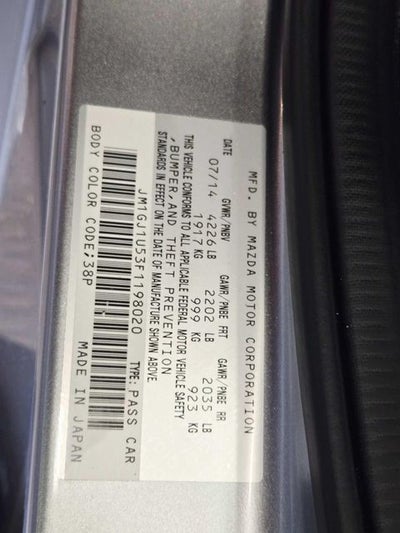 MFD. BY MAZDA MOTOR CORPORATION
DATE GVWR/PNBV GAWR/PNBE FRT GAWR/PNBE RR
07/14 4226 LB 2202 LB 2035 LB
1917 KG 999 KG 923 KG
THIS VEHICLE CONFORMS TO ALL APPLICABLE FEDERAL MOTOR VEHICLE SAFETY
,BUMPER,AND THEFT PREVENTION
STANDARDS IN EFFECT ON THE DATE OF MANUFACTURE SHOWN ABOVE.
JM1GJ1U53F1198020 TYPE: PASS CAR
BODY COLOR CODE;38P MADE IN JAPAN